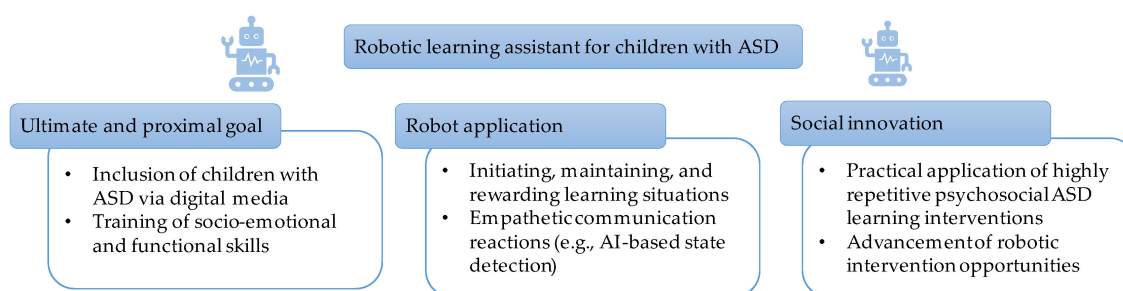 Robotic learning assistant for children with ASD
Ultimate and proximal goal
• Inclusion of children with
ASD via digital media
• Training of socio-emotional
and functional skills
Robot application
• Initiating, maintaining, and
rewarding learning situations
• Empathetic communication
reactions (e.g., AI-based state
detection)
Social innovation
• Practical application of highly
repetitive psychosocial ASD
learning interventions
• Advancement of robotic
intervention opportunities